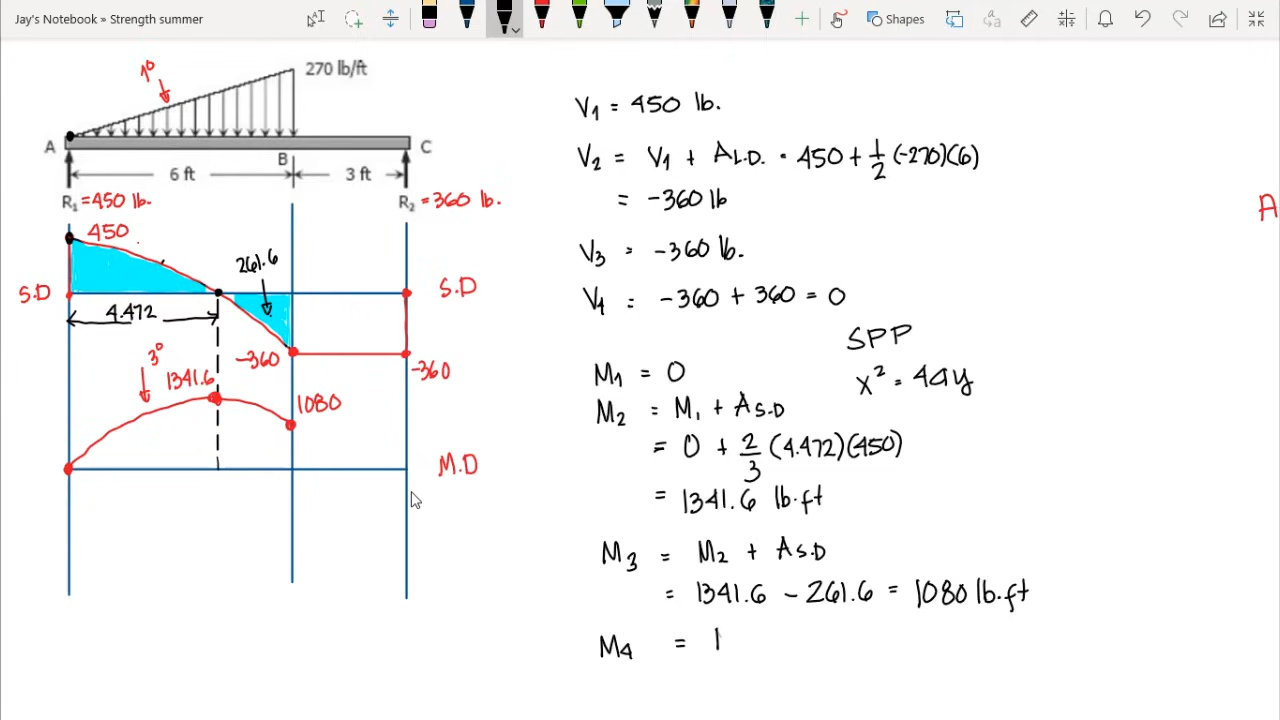 Jay's Notebook » Strength summer
Shapes
1°
270 lb/ft
A
B
C
6 ft
3 ft
R₁ = 450 lb.
R₂ = 360 lb.
450
261.6
S.D
S.D
4.472
-360
-360
3°
1341.6
1080
M.D
V₁ = 450 lb.
V₂ = V₁ + A L.D. = 450 + 1/2 (-270)(6)
= -360 lb
V₃ = -360 lb.
V₄ = -360 + 360 = 0
SPP
x² = 4ay
M₁ = 0
M₂ = M₁ + A S.D
= 0 + 2/3 (4.472)(450)
= 1341.6 lb.ft
M₃ = M₂ + A S.D
= 1341.6 - 261.6 = 1080 lb.ft
M₄ = 1
A